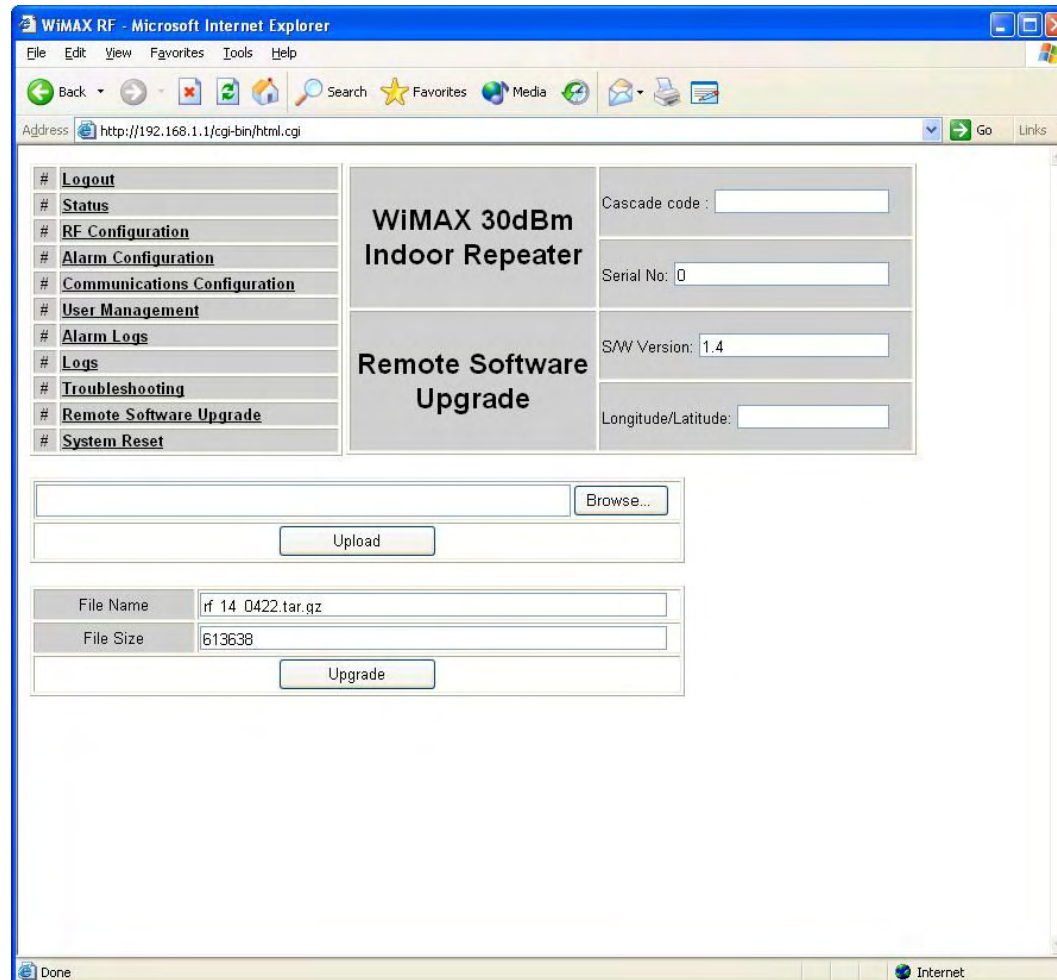 WiMAX RF - Microsoft Internet Explorer
File Edit View Favorites Tools Help
Back Search Favorites Media
Address http://192.168.1.1/cgi-bin/html.cgi Go Links
# Logout
# Status
# RF Configuration
# Alarm Configuration
# Communications Configuration
# User Management
# Alarm Logs
# Logs
# Troubleshooting
# Remote Software Upgrade
# System Reset
WiMAX 30dBm
Indoor Repeater
Remote Software
Upgrade
Cascade code :
Serial No: 0
S/W Version: 1.4
Longitude/Latitude:
Browse...
Upload
File Name rf_14_0422.tar.gz
File Size 613638
Upgrade
Done Internet